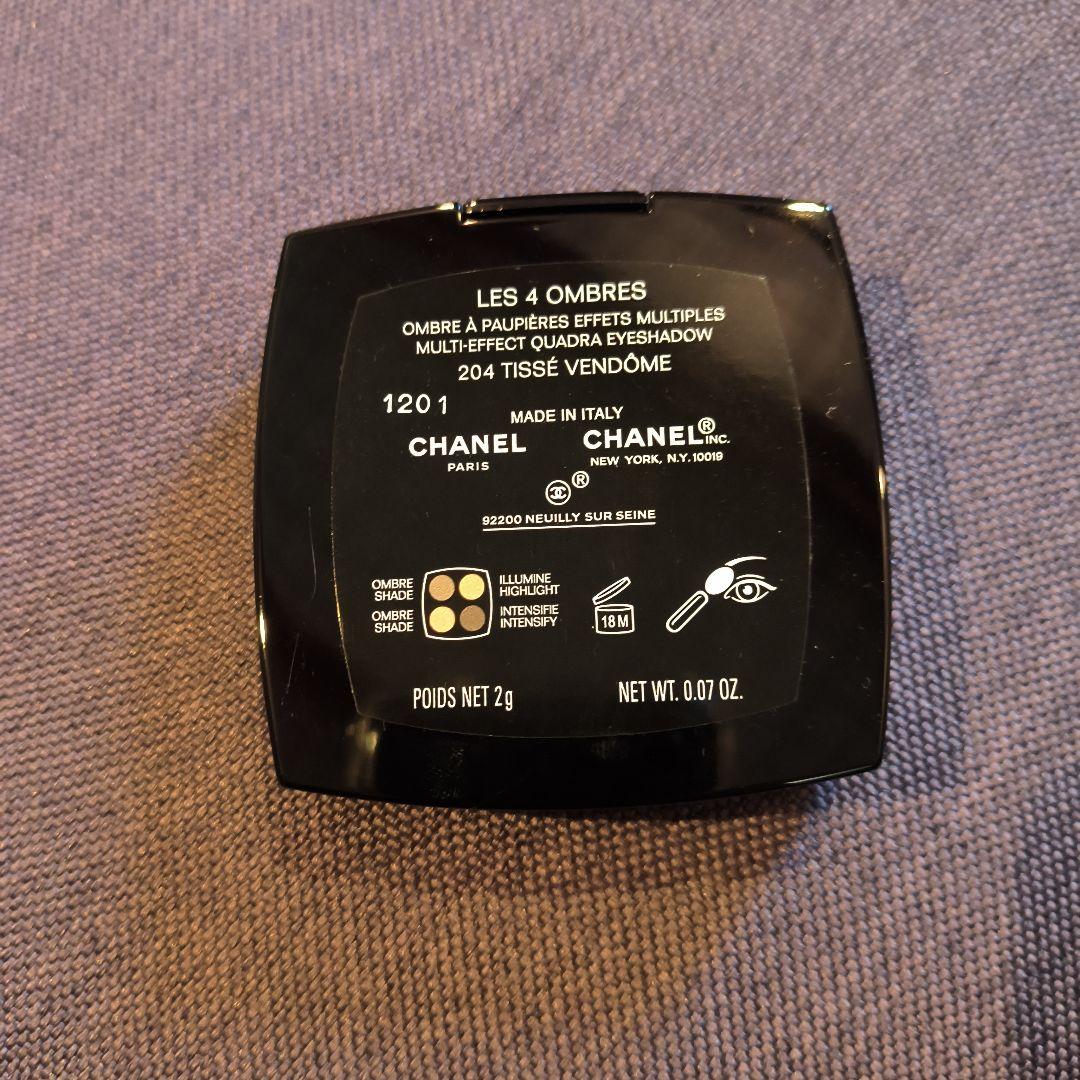 LES 4 OMBRES
OMBRE À PAUPIÈRES EFFETS MULTIPLES
MULTI-EFFECT QUADRA EYESHADOW
204 TISSÉ VENDÔME
1201
MADE IN ITALY
CHANEL CHANEL® INC.
PARIS NEW YORK, N.Y. 10019
®
92200 NEUILLY SUR SEINE
OMBRE ILLUMINE
SHADE HIGHLIGHT
OMBRE INTENSIFIE
SHADE INTENSIFY
18 M
POIDS NET 2g NET WT. 0.07 OZ.